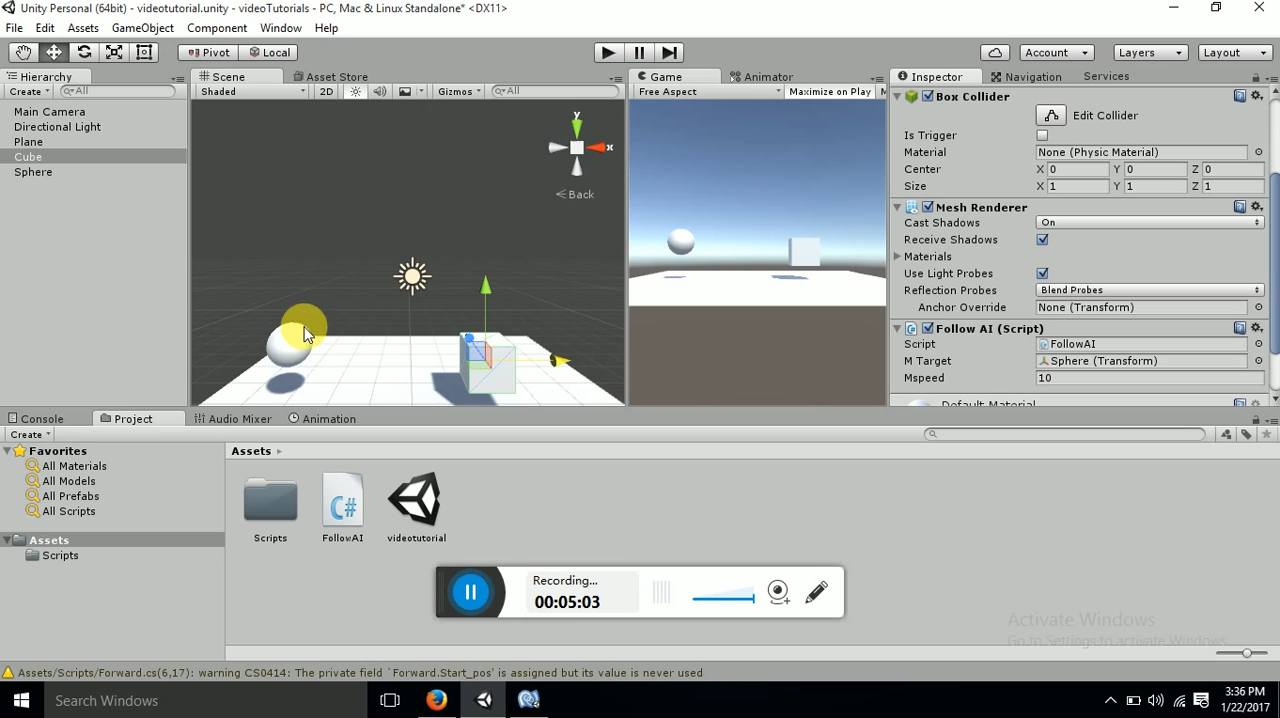 Unity Personal (64bit) - videotutorial.unity - videoTutorials - PC, Mac & Linux Standalone* <DX11>
File Edit Assets GameObject Component Window Help
Pivot Local Account Layers Layout
Hierarchy Scene Asset Store Game Animator Inspector Navigation Services
Create All Shaded 2D Gizmos All Free Aspect Maximize on Play
Main Camera
Directional Light
Plane
Cube
Sphere
y
x
Back
Box Collider
Edit Collider
Is Trigger
Material None (Physic Material)
Center X 0 Y 0 Z 0
Size X 1 Y 1 Z 1
Mesh Renderer
Cast Shadows On
Receive Shadows
Materials
Use Light Probes
Reflection Probes Blend Probes
Anchor Override None (Transform)
Follow AI (Script)
Script FollowAI
M Target Sphere (Transform)
Mspeed 10
Default Material
Console Project Audio Mixer Animation
Create
Favorites
All Materials
All Models
All Prefabs
All Scripts
Assets
Scripts
Assets
C#
Scripts FollowAI videotutorial
Recording...
00:05:03
Activate Windows
Go to Settings to activate Windows.
Assets/Scripts/Forward.cs(6,17): warning CS0414: The private field `Forward.Start_pos' is assigned but its value is never used
Search Windows
3:36 PM
1/22/2017